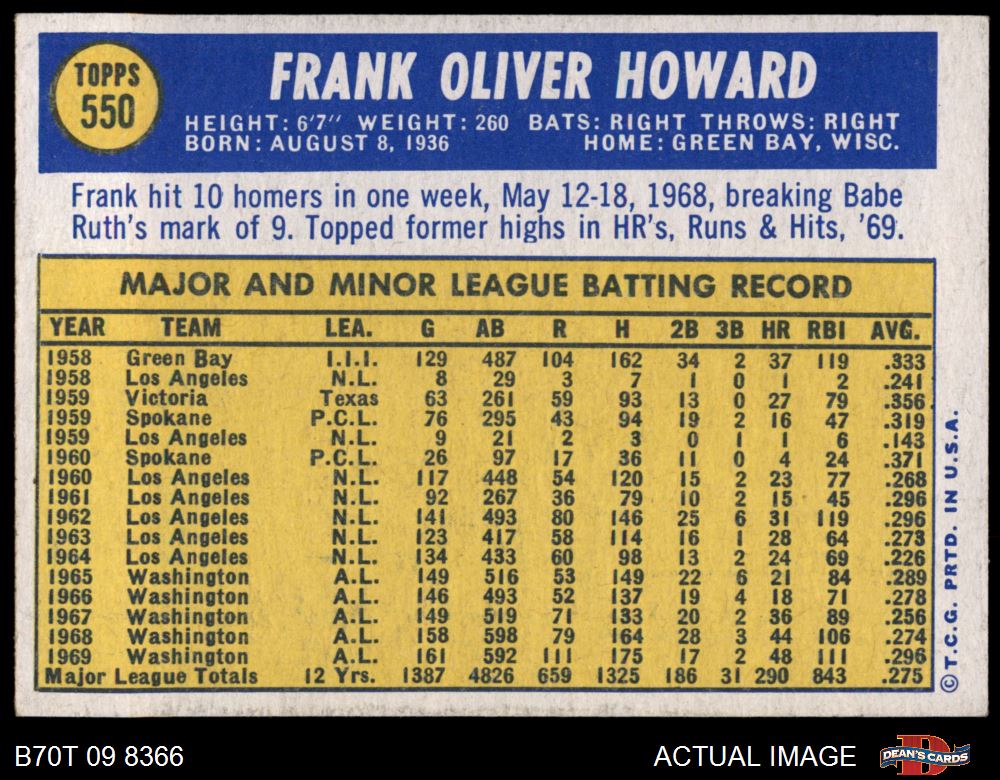 TOPPS
550
FRANK OLIVER HOWARD
HEIGHT: 6'7" WEIGHT: 260 BATS: RIGHT THROWS: RIGHT
BORN: AUGUST 8, 1936 HOME: GREEN BAY, WISC.
Frank hit 10 homers in one week, May 12-18, 1968, breaking Babe
Ruth's mark of 9. Topped former highs in HR's, Runs & Hits, '69.
MAJOR AND MINOR LEAGUE BATTING RECORD
YEAR TEAM LEA. G AB R H 2B 3B HR RBI AVG.
1958 Green Bay I.I.I. 129 487 104 162 34 2 37 119 .333
1958 Los Angeles N.L. 8 29 3 7 1 0 1 2 .241
1959 Victoria Texas 63 261 59 93 13 0 27 79 .356
1959 Spokane P.C.L. 76 295 43 94 19 2 16 47 .319
1959 Los Angeles N.L. 9 21 2 3 0 1 1 6 .143
1960 Spokane P.C.L. 26 97 17 36 11 0 4 24 .371
1960 Los Angeles N.L. 117 448 54 120 15 2 23 77 .268
1961 Los Angeles N.L. 92 267 36 79 10 2 15 45 .296
1962 Los Angeles N.L. 141 493 80 146 25 6 31 119 .296
1963 Los Angeles N.L. 123 417 58 114 16 1 28 64 .273
1964 Los Angeles N.L. 134 433 60 98 13 2 24 69 .226
1965 Washington A.L. 149 516 53 149 22 6 21 84 .289
1966 Washington A.L. 146 493 52 137 19 4 18 71 .278
1967 Washington A.L. 149 519 71 133 20 2 36 89 .256
1968 Washington A.L. 158 598 79 164 28 3 44 106 .274
1969 Washington A.L. 161 592 111 175 17 2 48 111 .296
Major League Totals 12 Yrs. 1387 4826 659 1325 186 31 290 843 .275
©T.C.G. PRTD. IN U.S.A.
B70T 09 8366 ACTUAL IMAGE
DEAN'S CARDS